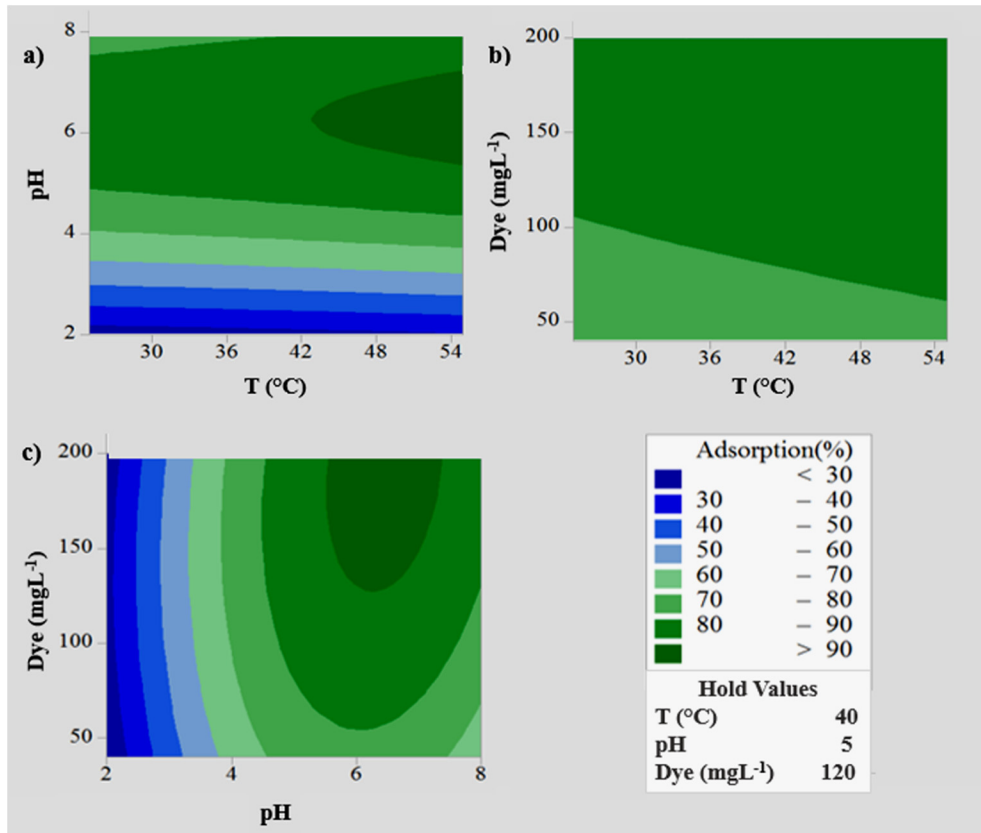 a)
8
6
4
2
pH
30 36 42 48 54
T (°C)
b)
200
150
100
50
Dye (mgL⁻¹)
30 36 42 48 54
T (°C)
c)
200
150
100
50
Dye (mgL⁻¹)
2 4 6 8
pH
Adsorption(%)
< 30
30 – 40
40 – 50
50 – 60
60 – 70
70 – 80
80 – 90
> 90
Hold Values
T (°C) 40
pH 5
Dye (mgL⁻¹) 120